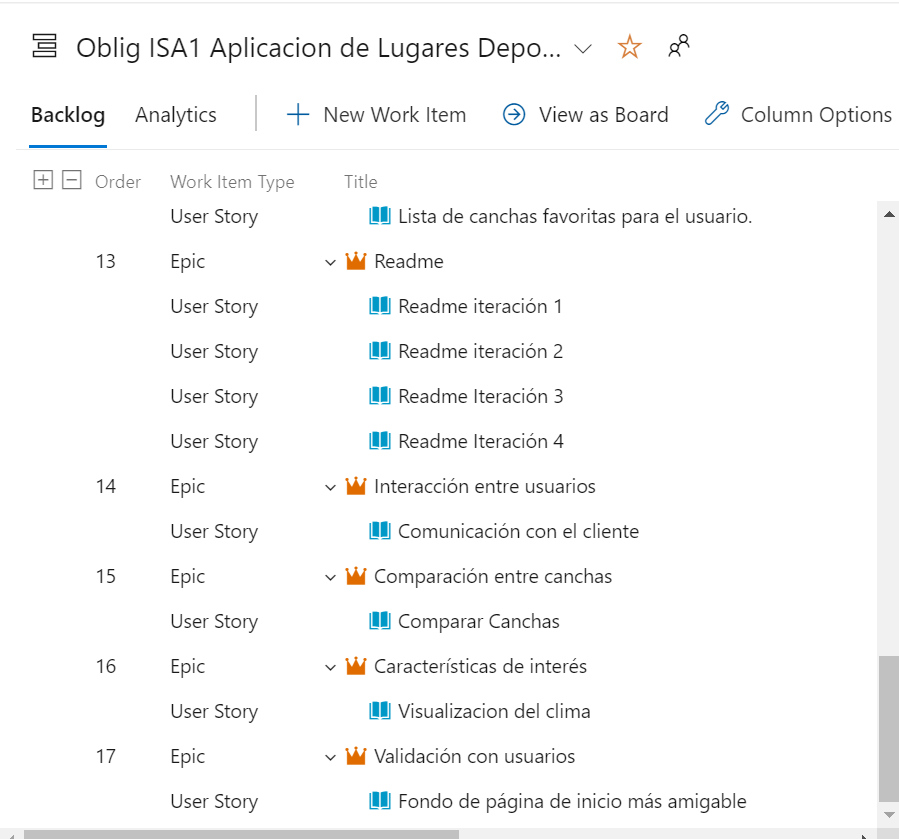 Oblig ISA1 Aplicacion de Lugares Depo...
Backlog Analytics New Work Item View as Board Column Options
Order Work Item Type Title
User Story Lista de canchas favoritas para el usuario.
13 Epic Readme
User Story Readme iteración 1
User Story Readme iteración 2
User Story Readme Iteración 3
User Story Readme Iteración 4
14 Epic Interacción entre usuarios
User Story Comunicación con el cliente
15 Epic Comparación entre canchas
User Story Comparar Canchas
16 Epic Características de interés
User Story Visualizacion del clima
17 Epic Validación con usuarios
User Story Fondo de página de inicio más amigable